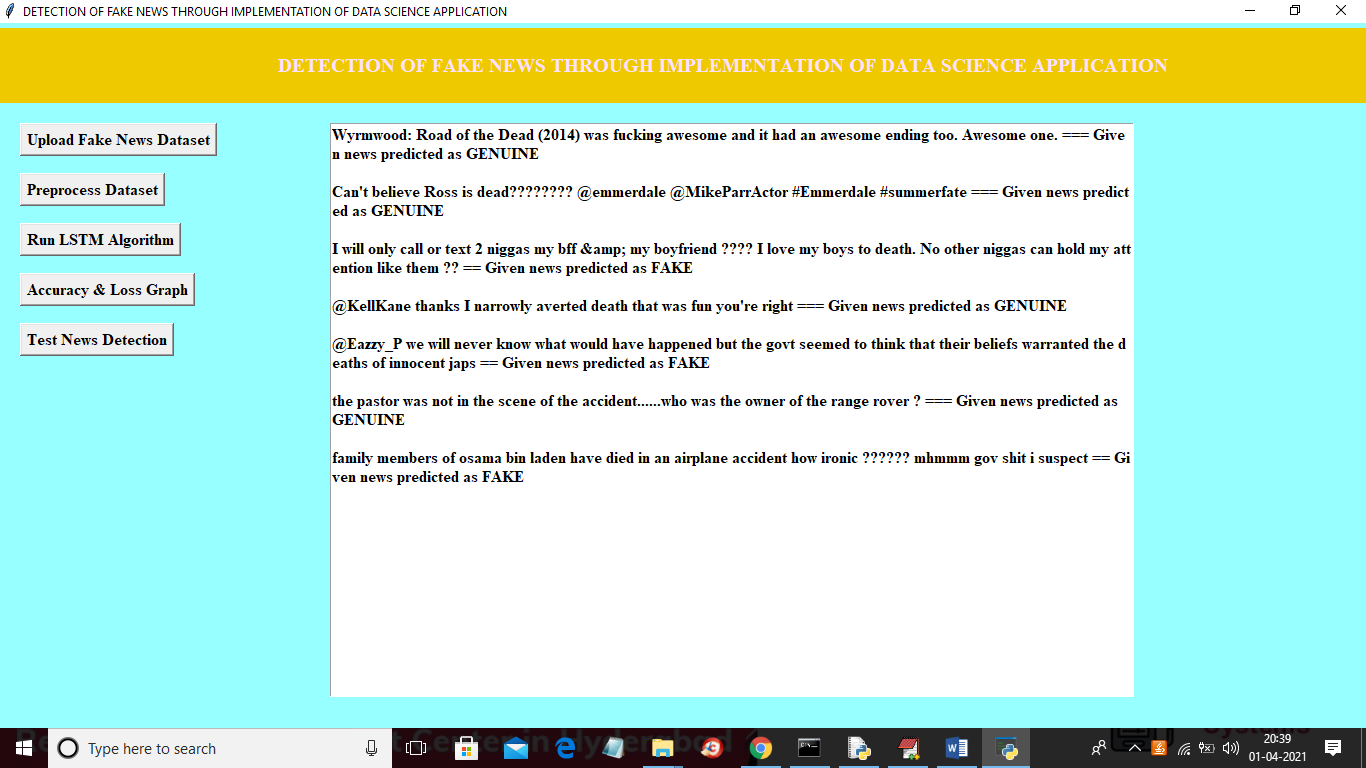 DETECTION OF FAKE NEWS THROUGH IMPLEMENTATION OF DATA SCIENCE APPLICATION
DETECTION OF FAKE NEWS THROUGH IMPLEMENTATION OF DATA SCIENCE APPLICATION
Upload Fake News Dataset
Preprocess Dataset
Run LSTM Algorithm
Accuracy & Loss Graph
Test News Detection
Wyrmwood: Road of the Dead (2014) was fucking awesome and it had an awesome ending too. Awesome one. === Give
n news predicted as GENUINE
Can't believe Ross is dead???????? @emmerdale @MikeParrActor #Emmerdale #summerfate === Given news predict
ed as GENUINE
I will only call or text 2 niggas my bff &amp; my boyfriend ???? I love my boys to death. No other niggas can hold my att
ention like them ?? == Given news predicted as FAKE
@KellKane thanks I narrowly averted death that was fun you're right === Given news predicted as GENUINE
@Eazzy_P we will never know what would have happened but the govt seemed to think that their beliefs warranted the d
eaths of innocent japs == Given news predicted as FAKE
the pastor was not in the scene of the accident......who was the owner of the range rover ? === Given news predicted as
GENUINE
family members of osama bin laden have died in an airplane accident how ironic ?????? mhmmm gov shit i suspect == Gi
ven news predicted as FAKE
Type here to search
20:39
01-04-2021